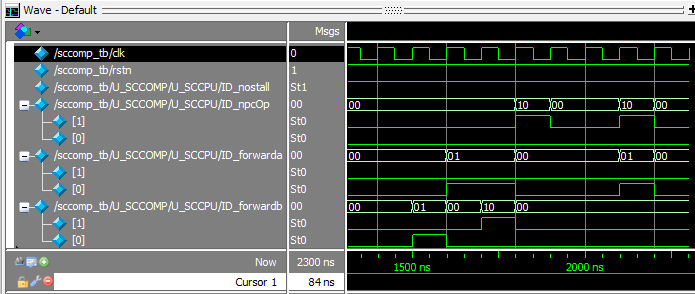 Wave - Default
Msgs
/sccomp_tb/clk 0
/sccomp_tb/rstn 1
/sccomp_tb/U_SCCOMP/U_SCCPU/ID_nostall St1
/sccomp_tb/U_SCCOMP/U_SCCPU/ID_npcOp 00 00 10 00 10 00
[1] St0
[0] St0
/sccomp_tb/U_SCCOMP/U_SCCPU/ID_forwarda 00 00 01 00 01 00
[1] St0
[0] St0
/sccomp_tb/U_SCCOMP/U_SCCPU/ID_forwardb 00 00 01 00 10 00
[1] St0
[0] St0
Now 2300 ns 1500 ns 2000 ns
Cursor 1 84 ns